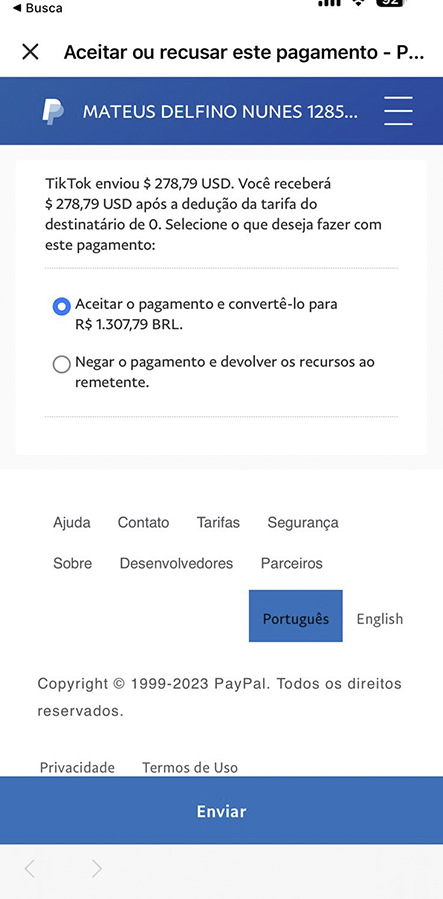 ◀ Busca
92
Aceitar ou recusar este pagamento - P...
MATEUS DELFINO NUNES 1285...
TikTok enviou $ 278,79 USD. Você receberá
$ 278,79 USD após a dedução da tarifa do
destinatário de 0. Selecione o que deseja fazer com
este pagamento:
Aceitar o pagamento e convertê-lo para
R$ 1.307,79 BRL.
Negar o pagamento e devolver os recursos ao
remetente.
Ajuda Contato Tarifas Segurança
Sobre Desenvolvedores Parceiros
Português English
Copyright © 1999-2023 PayPal. Todos os direitos
reservados.
Privacidade Termos de Uso
Enviar